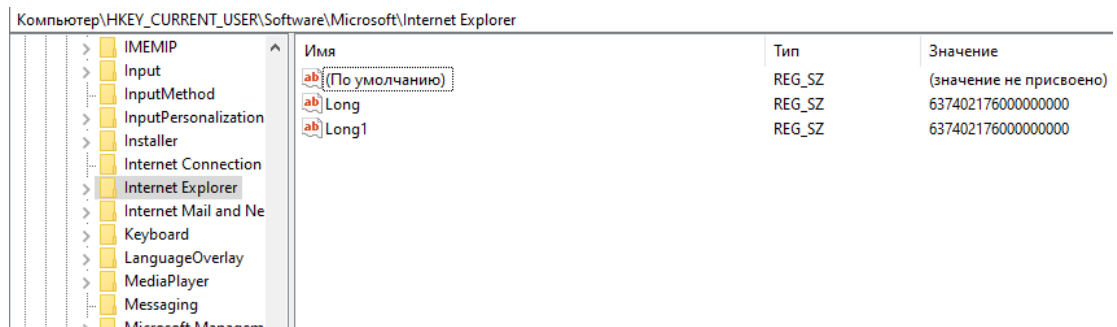 Компьютер\HKEY_CURRENT_USER\Software\Microsoft\Internet Explorer
IMEMIP
Input
InputMethod
InputPersonalization
Installer
Internet Connection
Internet Explorer
Internet Mail and Ne
Keyboard
LanguageOverlay
MediaPlayer
Messaging
Microsoft Managem
Имя Тип Значение
(По умолчанию) REG_SZ (значение не присвоено)
Long REG_SZ 637402176000000000
Long1 REG_SZ 637402176000000000